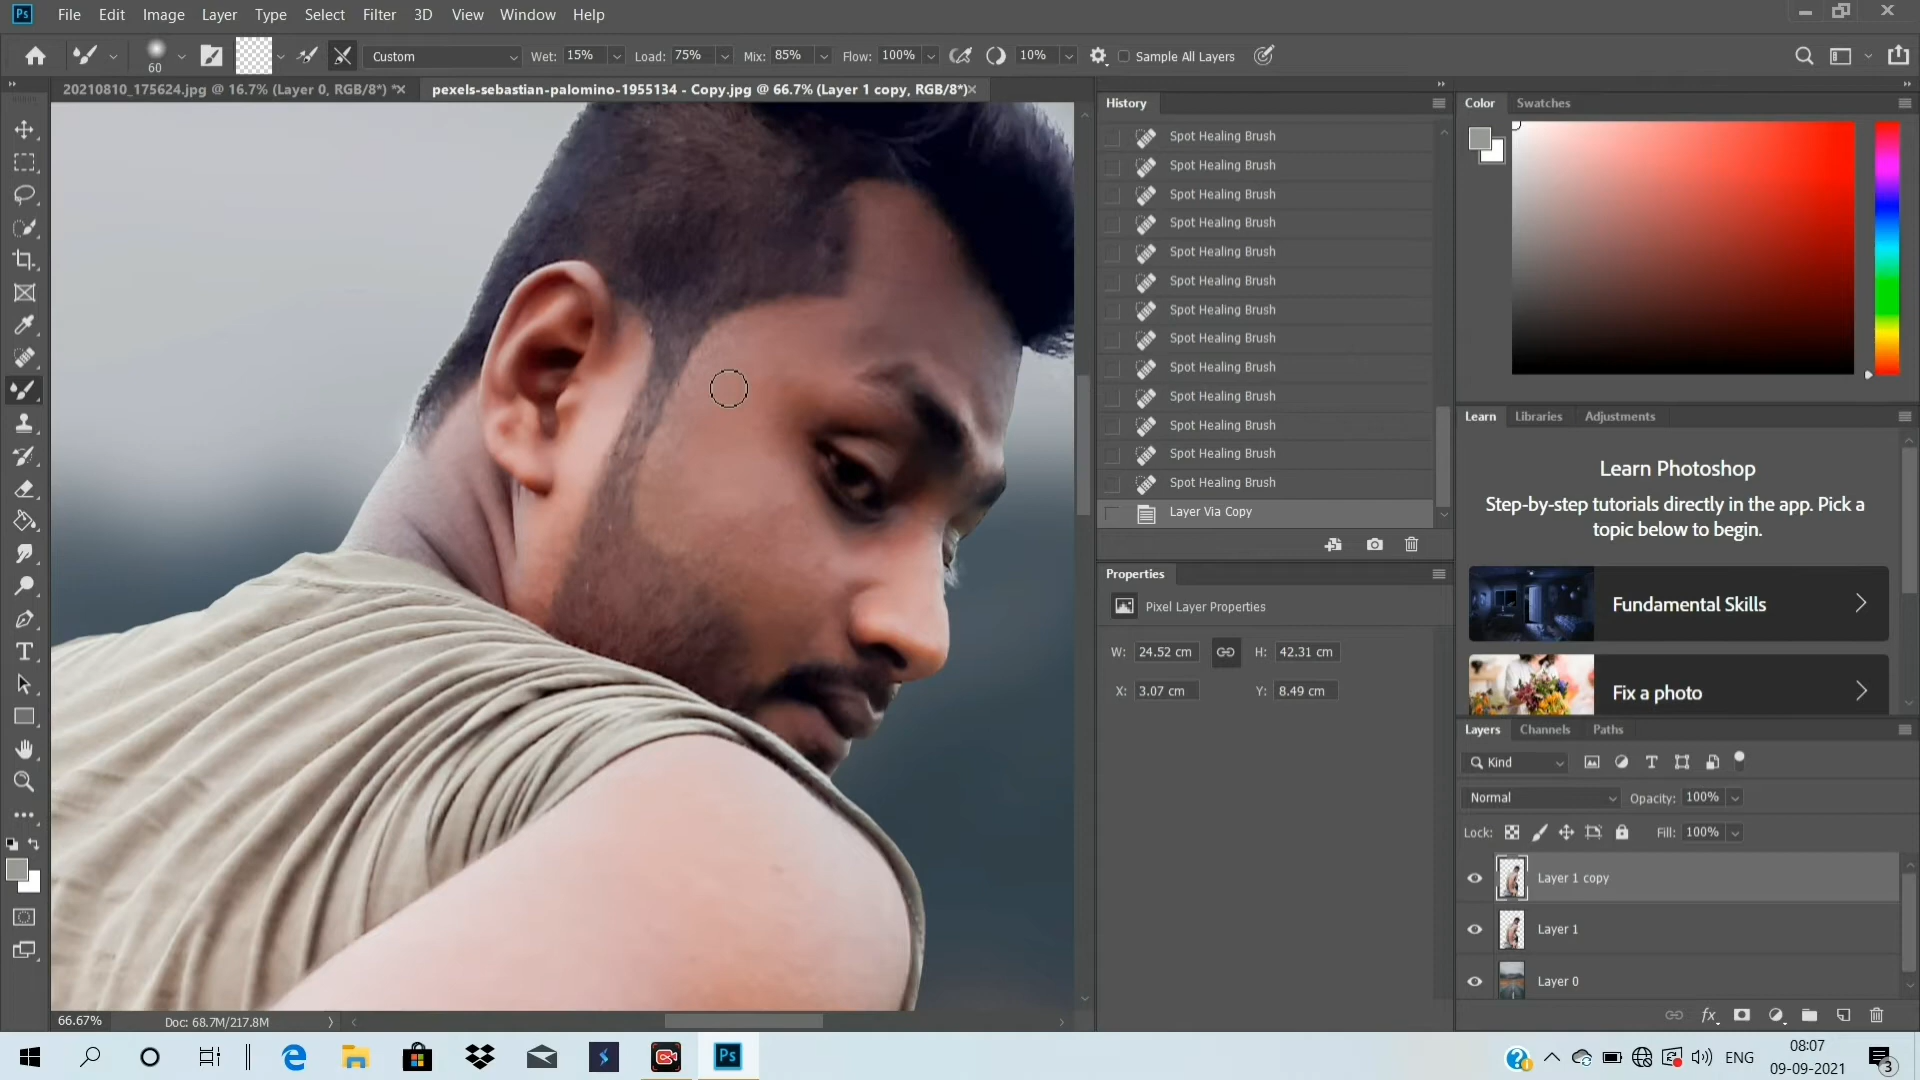 Ps File Edit Image Layer Type Select Filter 3D View Window Help
60 Custom Wet: 15% Load: 75% Mix: 85% Flow: 100% 10% Sample All Layers
20210810_175624.jpg @ 16.7% (Layer 0, RGB/8*) * pexels-sebastian-palomino-1955134 - Copy.jpg @ 66.7% (Layer 1 copy, RGB/8*)
History
Spot Healing Brush
Spot Healing Brush
Spot Healing Brush
Spot Healing Brush
Spot Healing Brush
Spot Healing Brush
Spot Healing Brush
Spot Healing Brush
Spot Healing Brush
Spot Healing Brush
Spot Healing Brush
Spot Healing Brush
Spot Healing Brush
Layer Via Copy
Properties
Pixel Layer Properties
W: 24.52 cm H: 42.31 cm
X: 3.07 cm Y: 8.49 cm
Color Swatches
Learn Libraries Adjustments
Learn Photoshop
Step-by-step tutorials directly in the app. Pick a
topic below to begin.
Fundamental Skills
Fix a photo
Layers Channels Paths
Kind
Normal Opacity: 100%
Lock: Fill: 100%
Layer 1 copy
Layer 1
Layer 0
66.67% Doc: 68.7M/217.8M
Ps ENG 08:07
09-09-2021 3